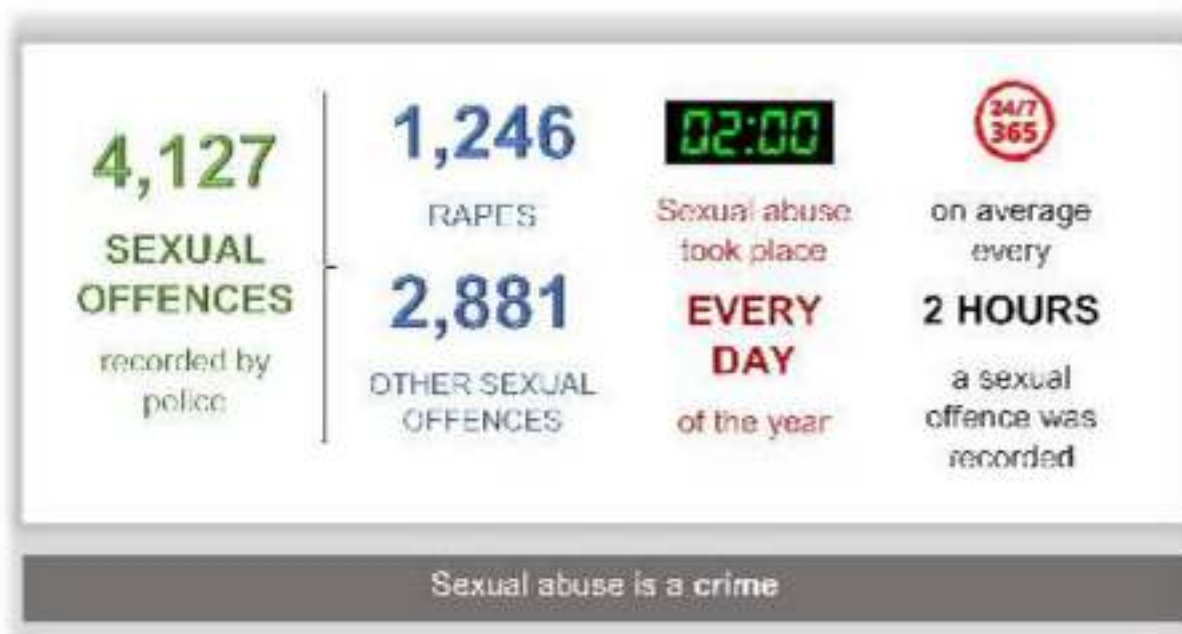 4,127
SEXUAL
OFFENCES
recorded by
police
1,246
RAPES
2,881
OTHER SEXUAL
OFFENCES
02:00
Sexual abuse
took place
EVERY
DAY
of the year
24/7
365
on average
every
2 HOURS
a sexual
offence was
recorded
Sexual abuse is a crime